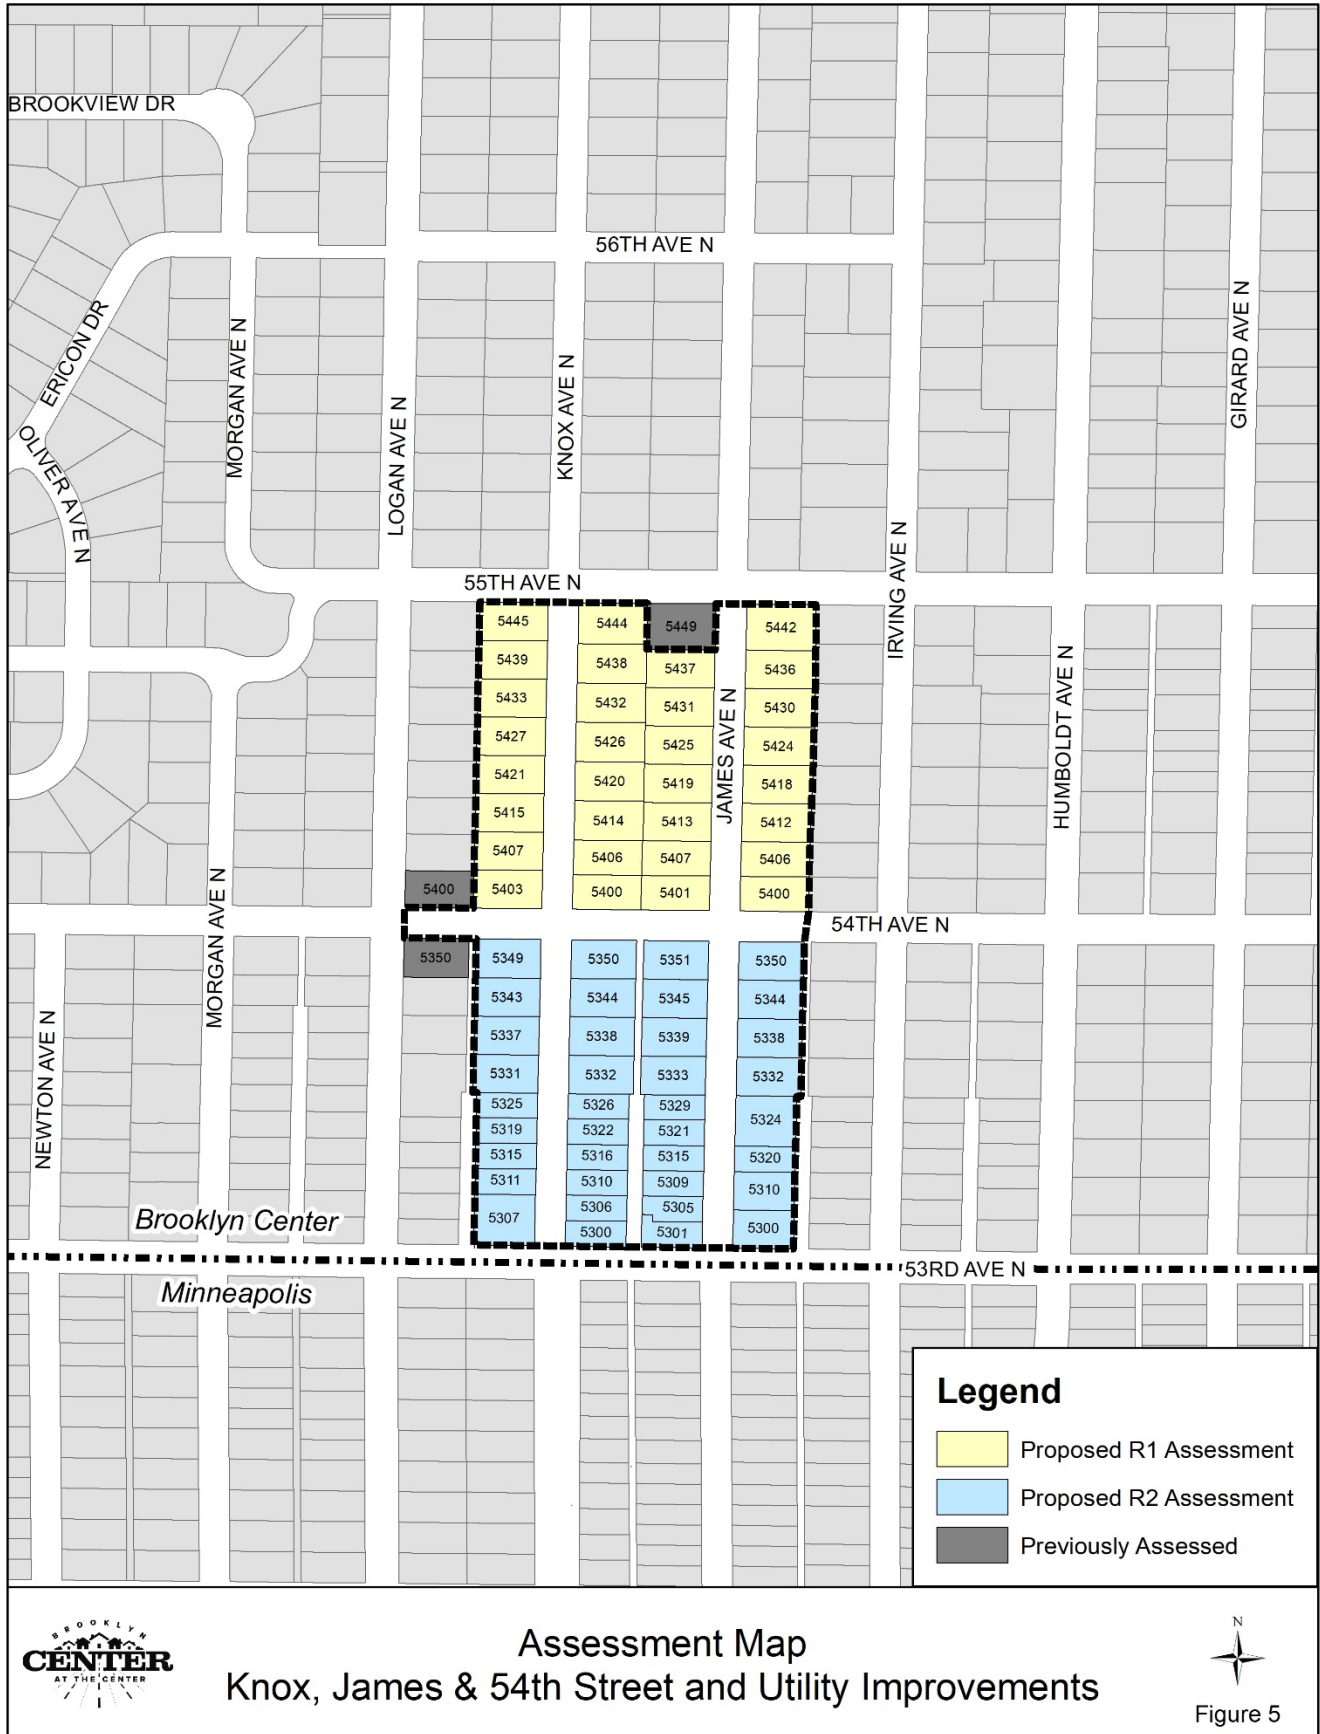 BROOKVIEW DR
56TH AVE N
ERICON DR
MORGAN AVE N
LOGAN AVE N
KNOX AVE N
GIRARD AVE N
OLIVER AVE N
IRVING AVE N
55TH AVE N
5445 5444 5449 5442
5439 5438 5437 5436
5433 5432 5431 5430
5427 5426 5425 5424
5421 5420 5419 5418
5415 5414 5413 5412
5407 5406 5407 5406
5400 5403 5400 5401 5400
JAMES AVE N
HUMBOLDT AVE N
MORGAN AVE N
54TH AVE N
5350 5349 5350 5351 5350
5343 5344 5345 5344
5337 5338 5339 5338
5331 5332 5333 5332
5325 5326 5329 5324
5319 5322 5321
5315 5316 5315 5320
5311 5310 5309 5310
5307 5306 5305
5300 5301 5300
NEWTON AVE N
Brooklyn Center
53RD AVE N
Minneapolis
Legend
Proposed R1 Assessment
Proposed R2 Assessment
Previously Assessed
BROOKLYN
CENTER
AT THE CENTER
Assessment Map
Knox, James & 54th Street and Utility Improvements
N
Figure 5